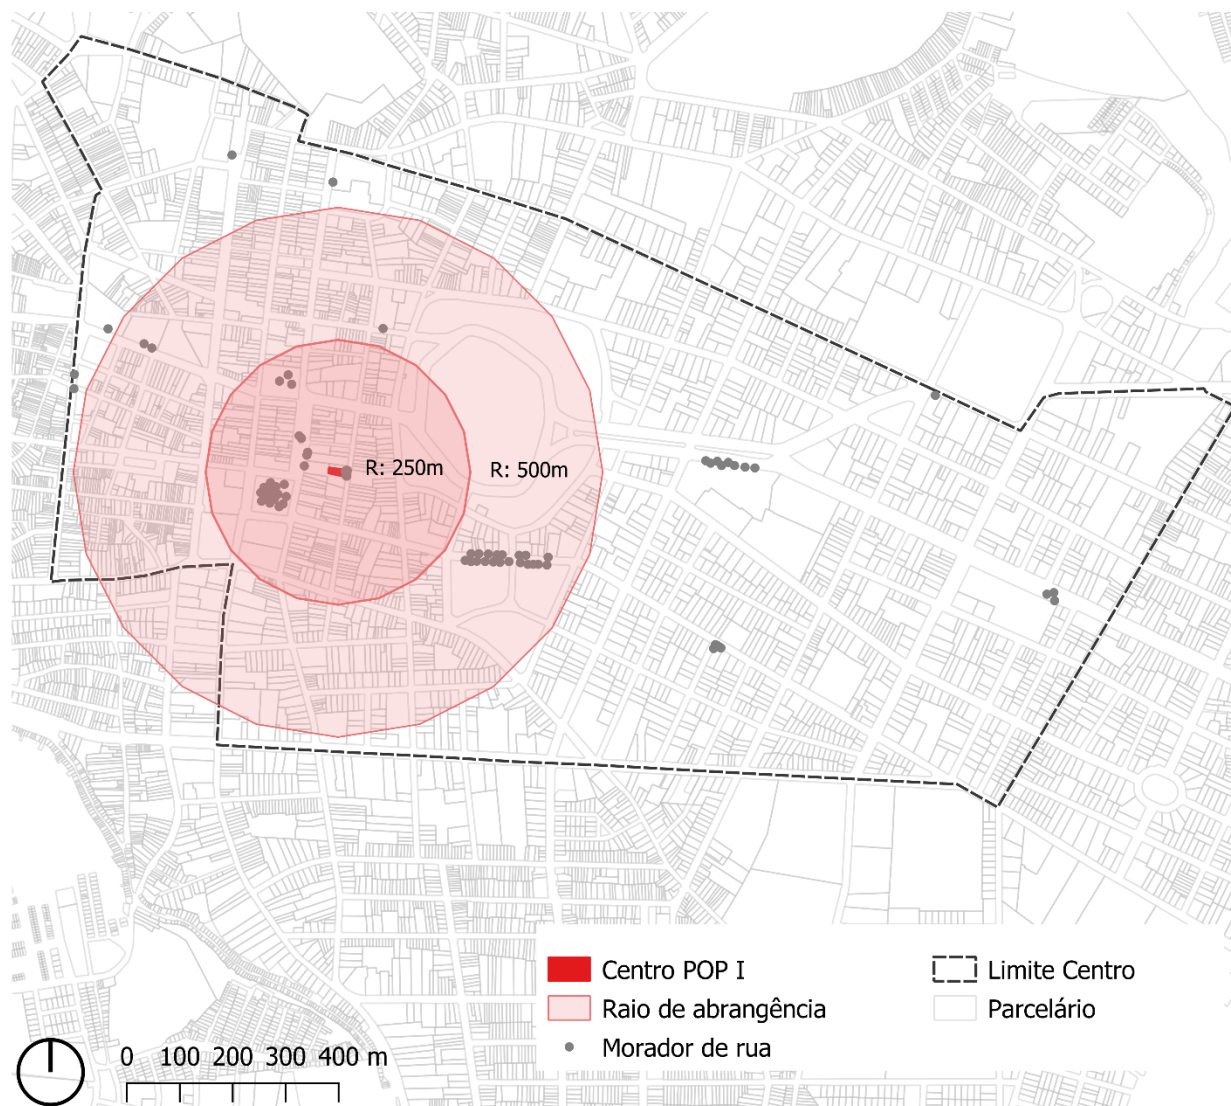 R: 250m
R: 500m
Centro POP I
Raio de abrangência
Morador de rua
Limite Centro
Parcelário
0 100 200 300 400 m